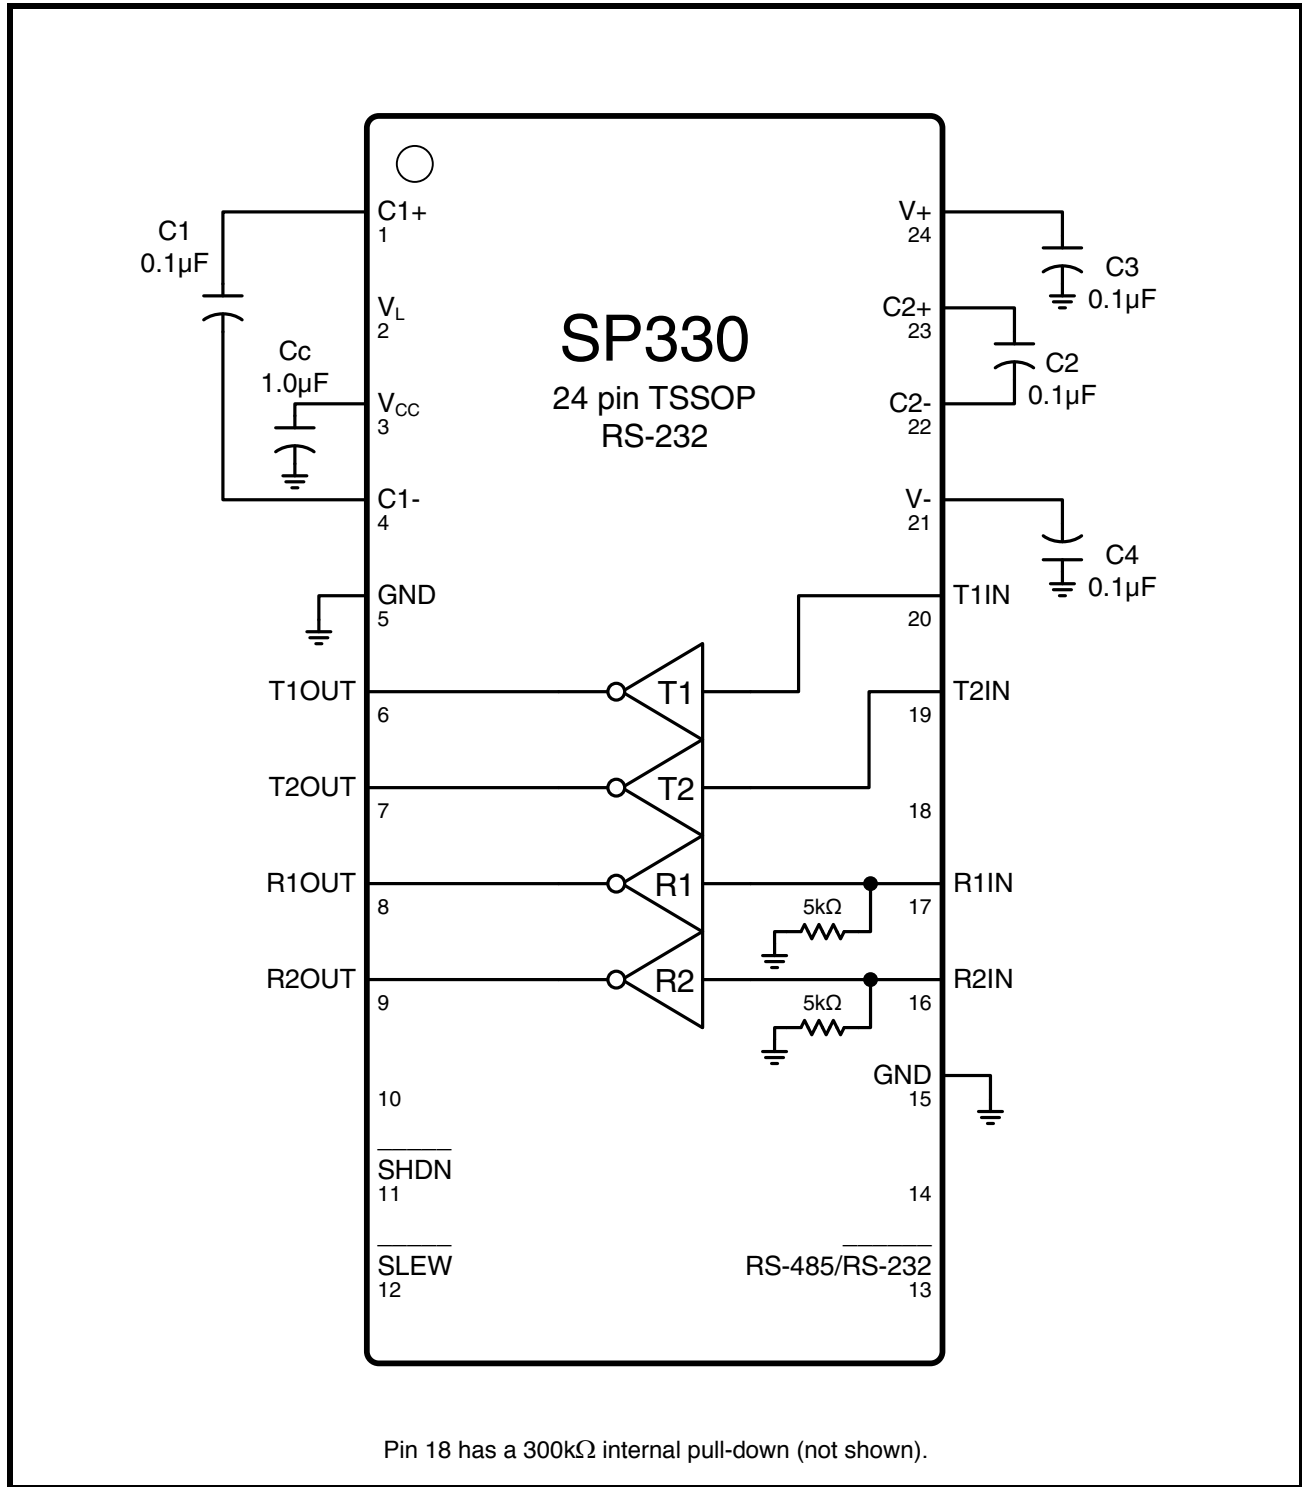 C1
0.1µF
Cc
1.0µF
C1+
1
VL
2
VCC
3
C1-
4
GND
5
T1OUT
6
T2OUT
7
R1OUT
8
R2OUT
9
10
SHDN
11
SLEW
12
SP330
24 pin TSSOP
RS-232
T1
T2
R1
R2
5kΩ
5kΩ
V+
24
C2+
23
C2-
22
V-
21
20
T1IN
19
T2IN
18
17
R1IN
16
R2IN
GND
15
14
RS-485/RS-232
13
C3
0.1µF
C2
0.1µF
C4
0.1µF
Pin 18 has a 300kΩ internal pull-down (not shown).